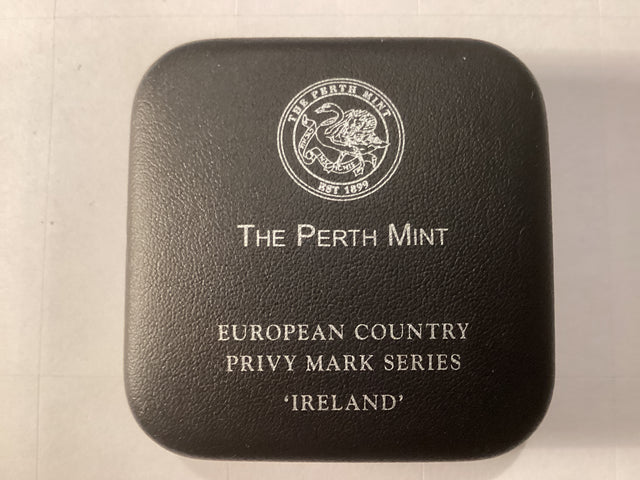 THE PERTH MINT
EST 1899
THE PERTH MINT
EUROPEAN COUNTRY
PRIVY MARK SERIES
‘IRELAND’